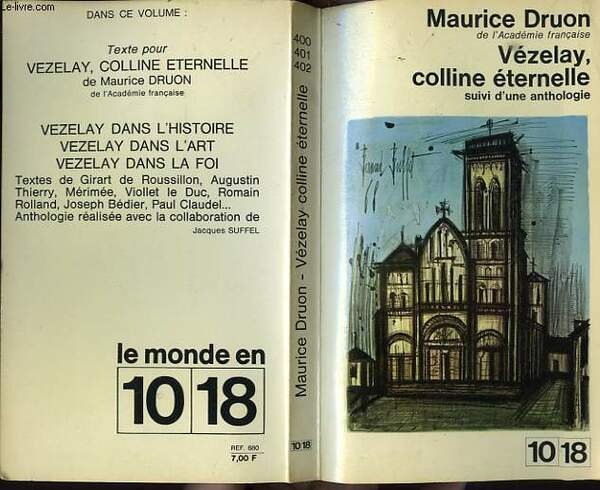 Le-livre.com
DANS CE VOLUME :
Texte pour
VEZELAY, COLLINE ETERNELLE
de Maurice DRUON
de l'Académie française
VEZELAY DANS L'HISTOIRE
VEZELAY DANS L'ART
VEZELAY DANS LA FOI
Textes de Girart de Roussillon, Augustin
Thierry, Mérimée, Viollet le Duc, Romain
Rolland, Joseph Bédier, Paul Claudel...
Anthologie réalisée avec la collaboration de
Jacques SUFFEL
le monde en
10 18
REF. 680
7,00 F
400
401
402
Maurice Druon - Vézelay colline éternelle
10 18
Maurice Druon
de l'Académie française
Vézelay,
colline éternelle
suivi d'une anthologie
Bernard Buffet
10 18